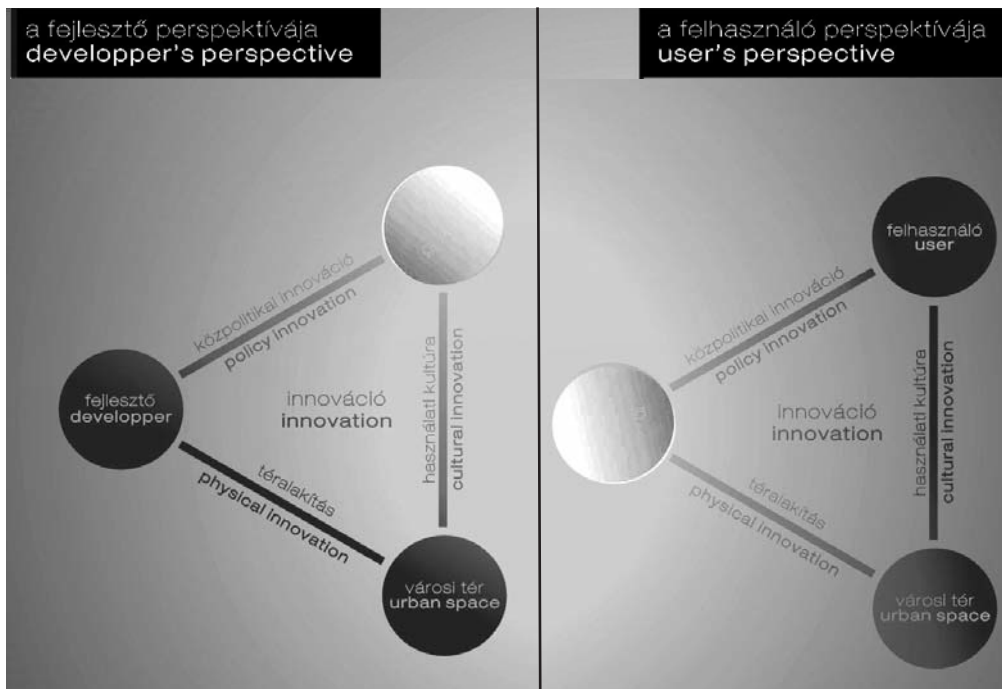 a fejlesztő perspektívája
developper's perspective
közpolitikai innováció
policy innovation
fejlesztő
developper
innováció
innovation
használati kultúra
cultural innovation
téralakítás
physical innovation
városi tér
urban space
a felhasználó perspektívája
user's perspective
felhasználó
user
közpolitikai innováció
policy innovation
innováció
innovation
használati kultúra
cultural innovation
téralakítás
physical innovation
városi tér
urban space